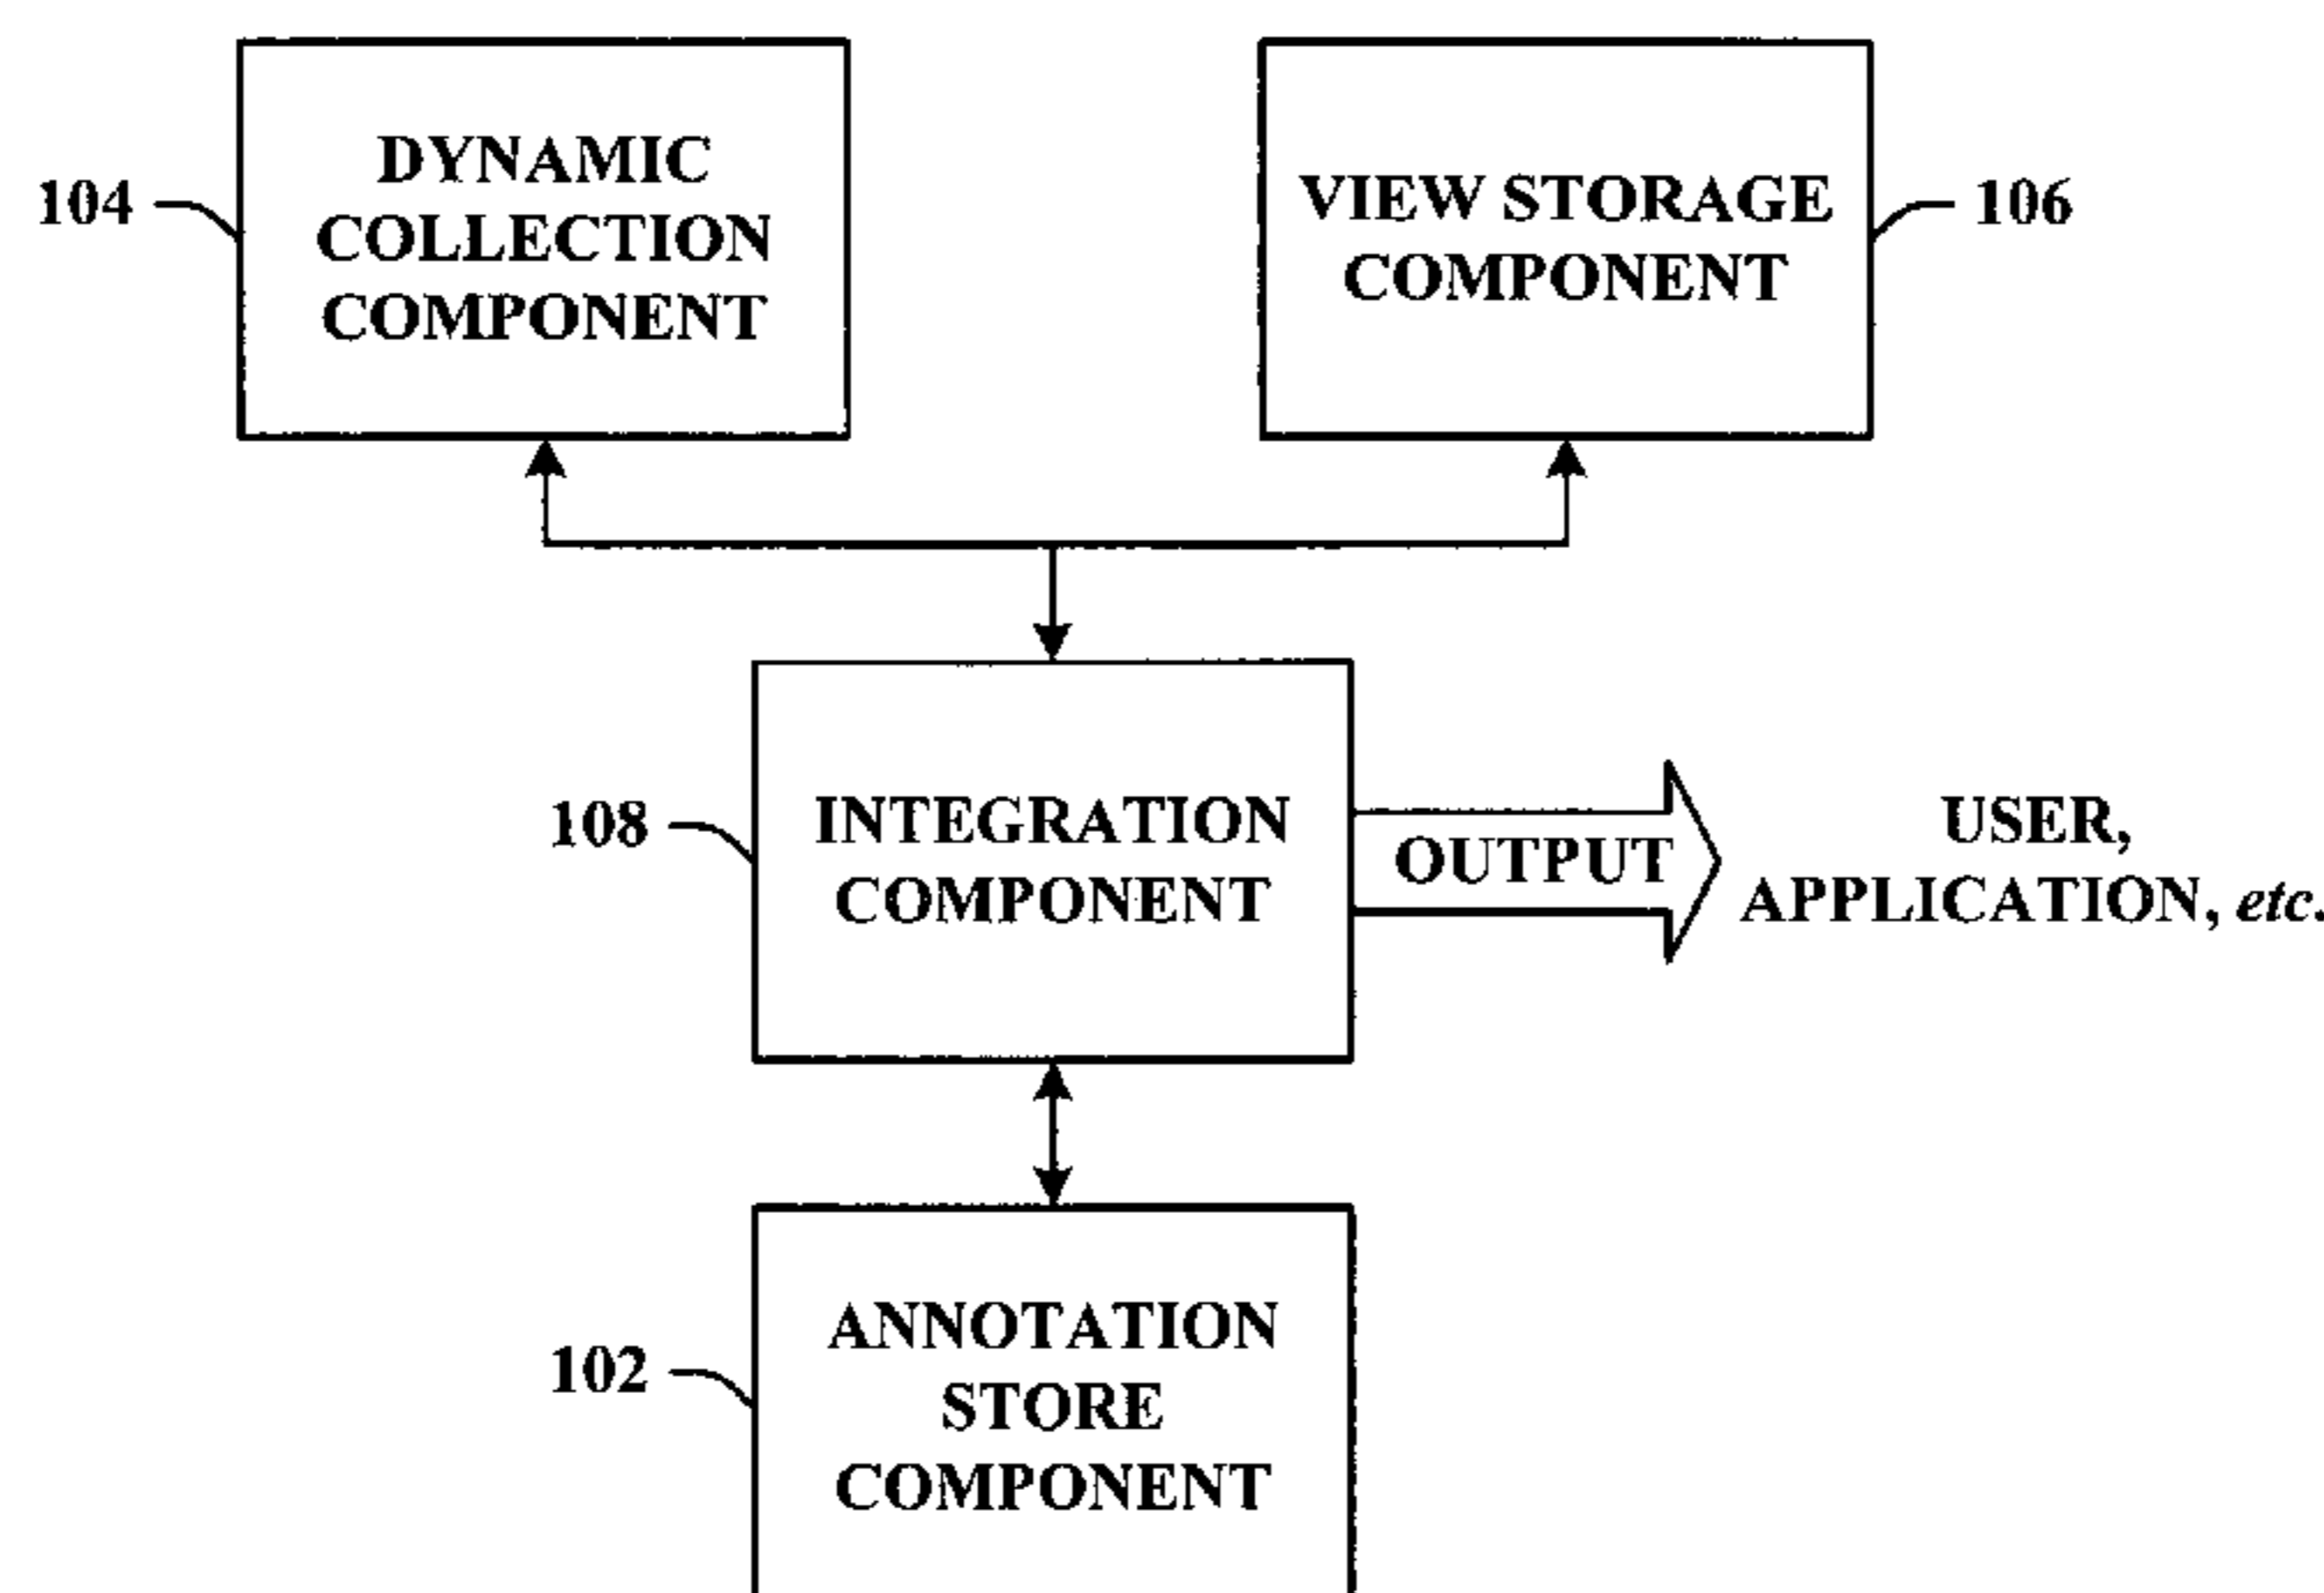 DYNAMIC
COLLECTION
COMPONENT
104
VIEW STORAGE
COMPONENT
106
INTEGRATION
COMPONENT
108
OUTPUT
USER,
APPLICATION, etc.
ANNOTATION
STORE
COMPONENT
102